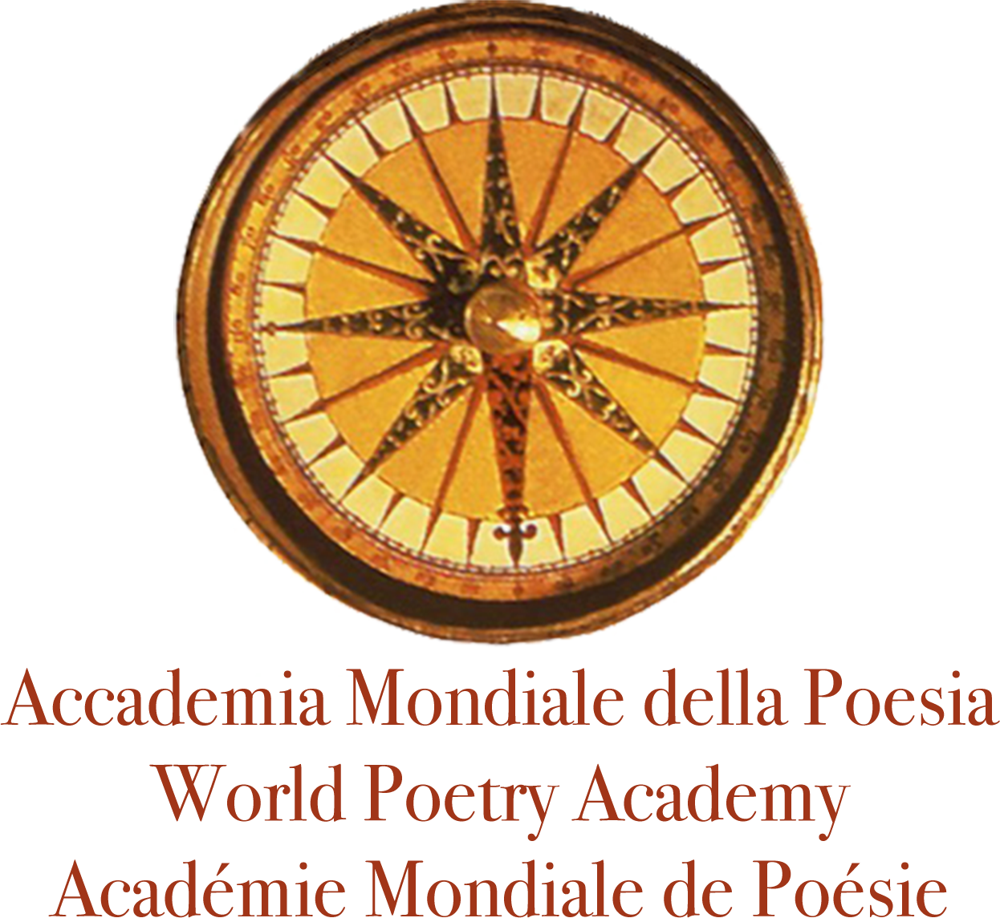 Accademia Mondiale della Poesia
World Poetry Academy
Académie Mondiale de Poésie